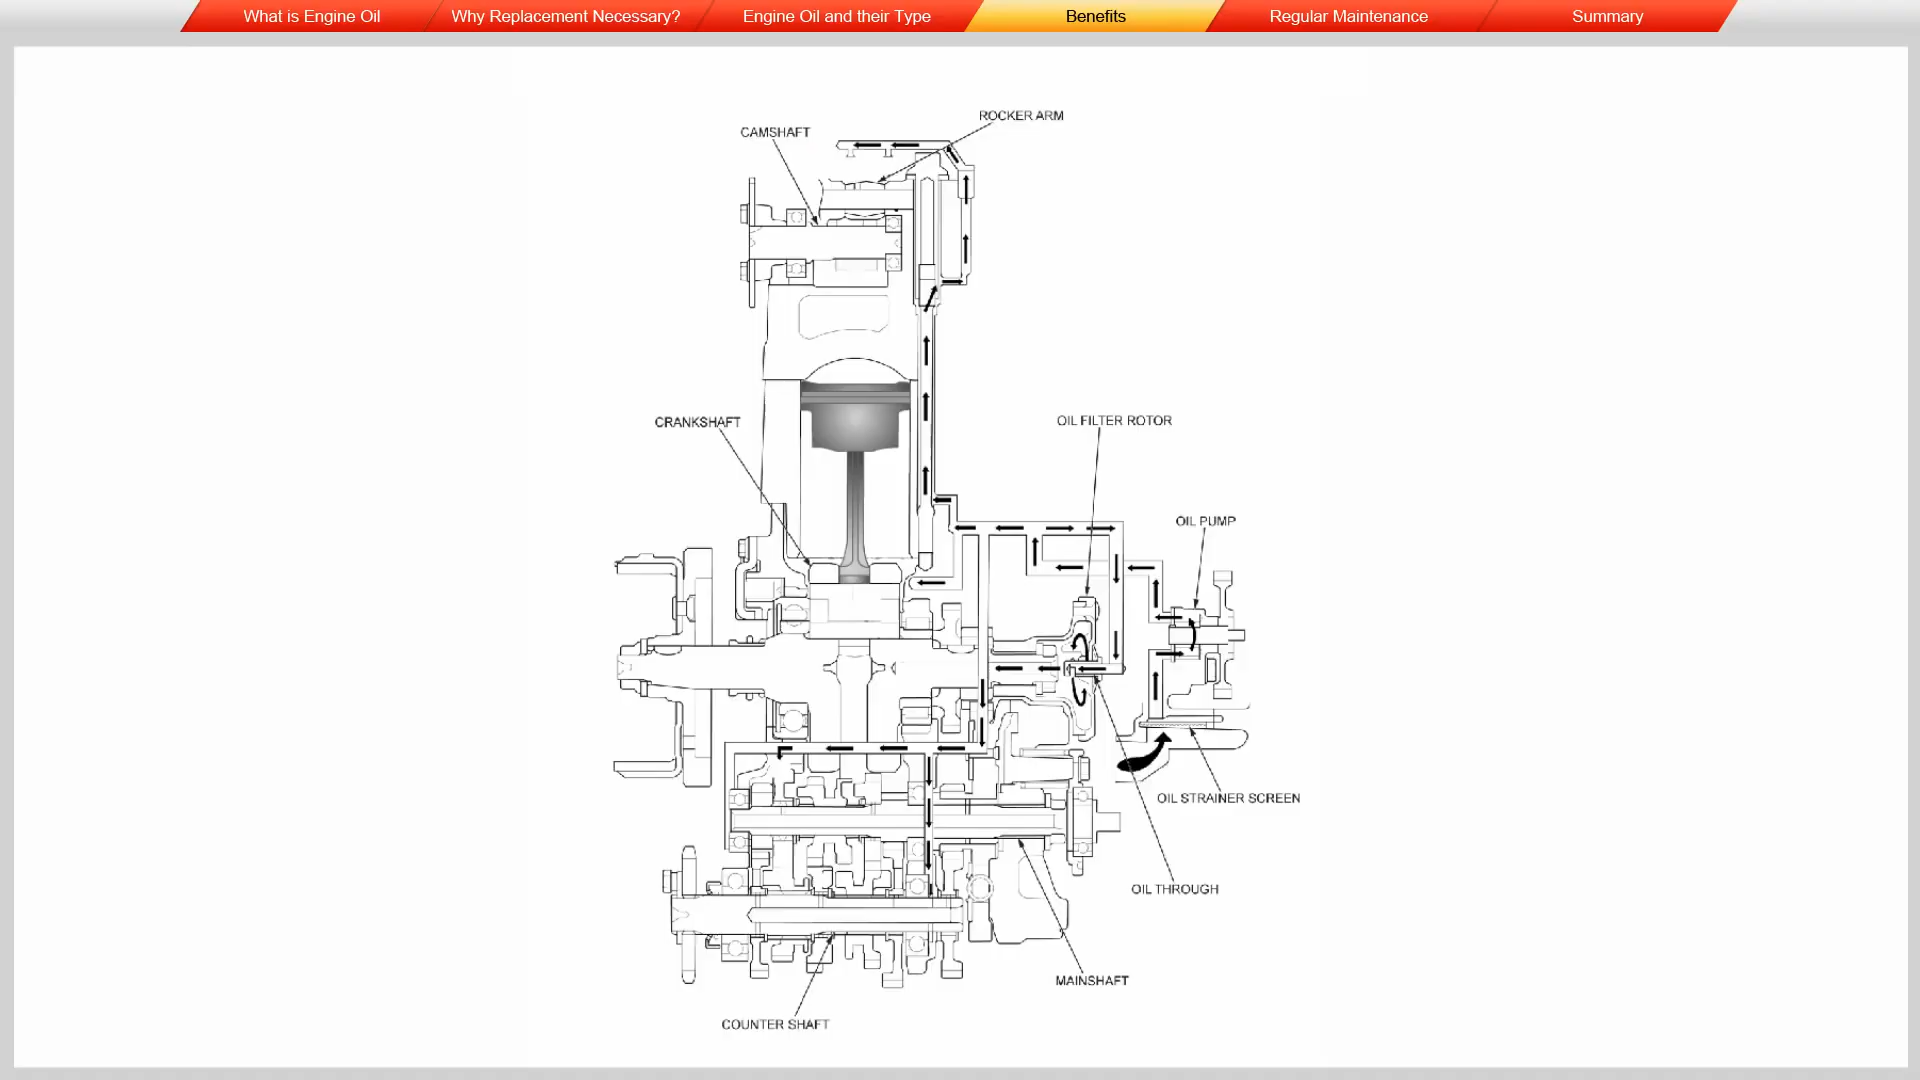 What is Engine Oil
Why Replacement Necessary?
Engine Oil and their Type
Benefits
Regular Maintenance
Summary
ROCKER ARM
CAMSHAFT
CRANKSHAFT
OIL FILTER ROTOR
OIL PUMP
OIL STRAINER SCREEN
OIL THROUGH
MAINSHAFT
COUNTER SHAFT